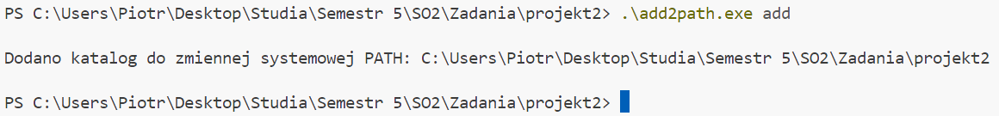 PS C:\Users\Piotr\Desktop\Studia\Semestr 5\SO2\Zadania\projekt2> .\add2path.exe add
Dodano katalog do zmiennej systemowej PATH: C:\Users\Piotr\Desktop\Studia\Semestr 5\SO2\Zadania\projekt2
PS C:\Users\Piotr\Desktop\Studia\Semestr 5\SO2\Zadania\projekt2>